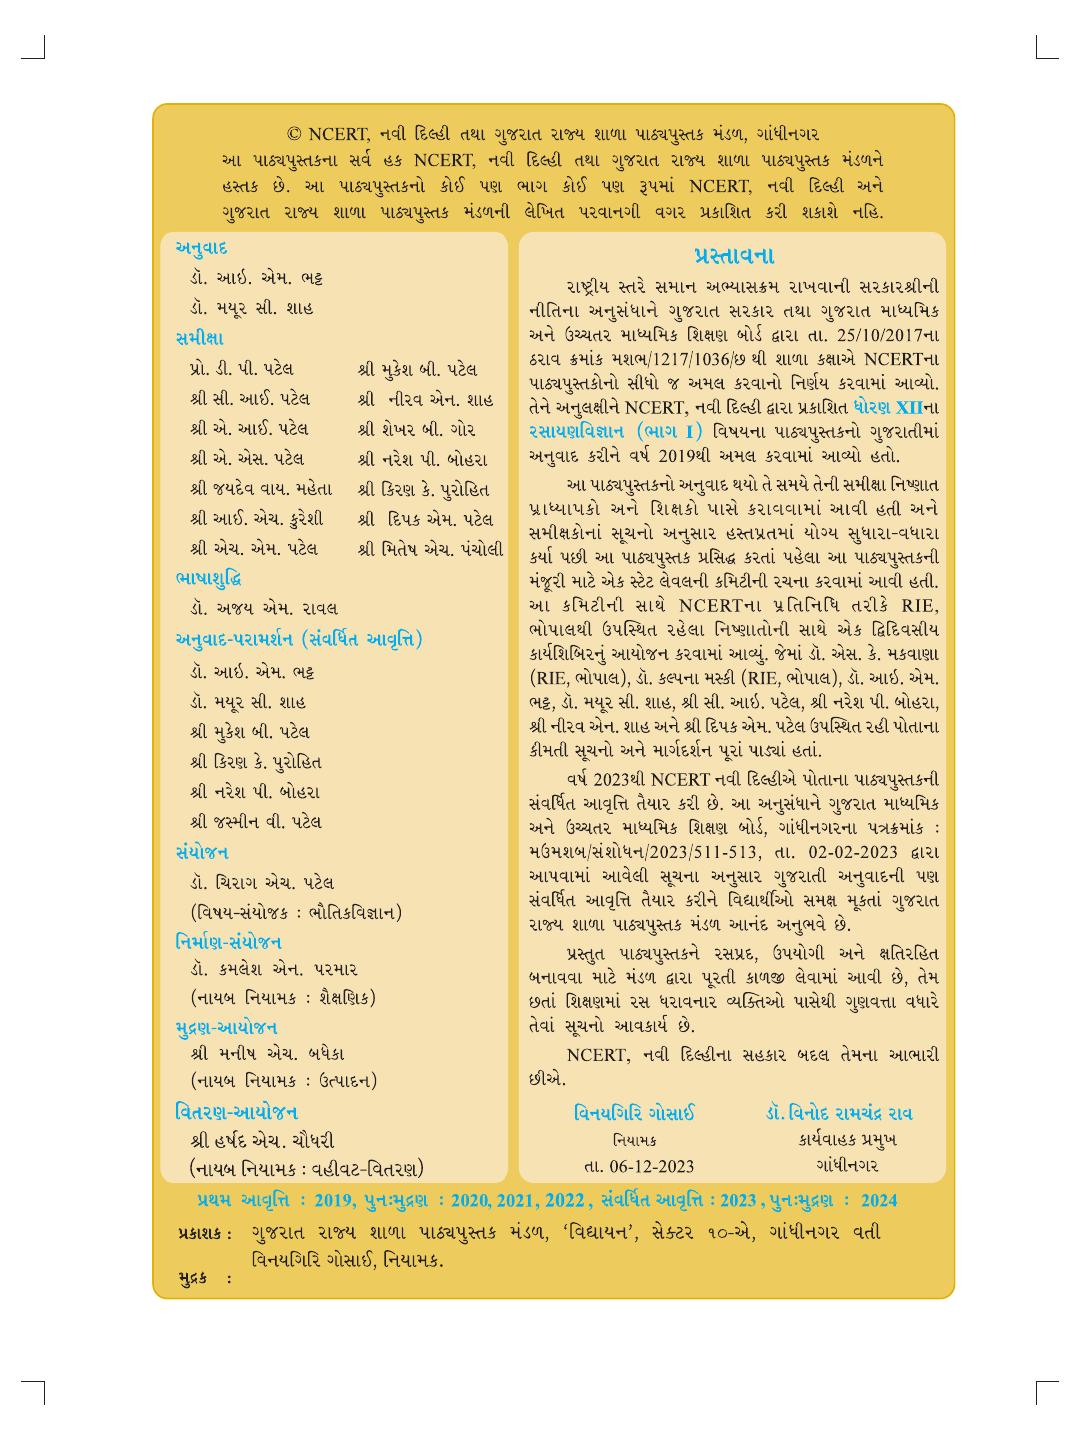 © NCERT, નવી દિલ્હી તથા ગુજરાત રાજ્ય શાળા પાઠ્યપુસ્તક મંડળ, ગાંધીનગર
આ પાઠ્યપુસ્તકના સર્વ હક NCERT, નવી દિલ્હી તથા ગુજરાત રાજ્ય શાળા પાઠ્યપુસ્તક મંડળને
હસ્તક છે. આ પાઠ્યપુસ્તકનો કોઈ પણ ભાગ કોઈ પણ રૂપમાં NCERT, નવી દિલ્હી અને
ગુજરાત રાજ્ય શાળા પાઠ્યપુસ્તક મંડળની લેખિત પરવાનગી વગર પ્રકાશિત કરી શકાશે નહિ.
અનુવાદ
ડૉ. આઇ. એમ. ભટ્ટ
ડૉ. મયૂર સી. શાહ
સમીક્ષા
પ્રો. ડી. પી. પટેલ શ્રી મુકેશ બી. પટેલ
શ્રી સી. આઈ. પટેલ શ્રી નીરવ એન. શાહ
શ્રી એ. આઈ. પટેલ શ્રી શેખર બી. ગોર
શ્રી એ. એસ. પટેલ શ્રી નરેશ પી. બોહરા
શ્રી જયદેવ વાય. મહેતા શ્રી કિરણ કે. પુરોહિત
શ્રી આઈ. એચ. કુરેશી શ્રી દિપક એમ. પટેલ
શ્રી એચ. એમ. પટેલ શ્રી મિતેષ એચ. પંચોલી
ભાષાશુદ્ધિ
ડૉ. અજય એમ. રાવલ
અનુવાદ-પરામર્શન (સંવર્ધિત આવૃત્તિ)
ડૉ. આઇ. એમ. ભટ્ટ
ડૉ. મયૂર સી. શાહ
શ્રી મુકેશ બી. પટેલ
શ્રી કિરણ કે. પુરોહિત
શ્રી નરેશ પી. બોહરા
શ્રી જસ્મીન વી. પટેલ
સંયોજન
ડૉ. ચિરાગ એચ. પટેલ
(વિષય-સંયોજક : ભૌતિકવિજ્ઞાન)
નિર્માણ-સંયોજન
ડૉ. કમલેશ એન. પરમાર
(નાયબ નિયામક : શૈક્ષણિક)
મુદ્રણ-આયોજન
શ્રી મનીષ એચ. બધેકા
(નાયબ નિયામક : ઉત્પાદન)
વિતરણ-આયોજન
શ્રી હર્ષદ એચ. ચૌધરી
(નાયબ નિયામક : વહીવટ-વિતરણ)
પ્રસ્તાવના
રાષ્ટ્રીય સ્તરે સમાન અભ્યાસક્રમ રાખવાની સરકારશ્રીની
નીતિના અનુસંધાને ગુજરાત સરકાર તથા ગુજરાત માધ્યમિક
અને ઉચ્ચતર માધ્યમિક શિક્ષણ બોર્ડ દ્વારા તા. 25/10/2017ના
ઠરાવ ક્રમાંક મશભ/1217/1036/છ થી શાળા કક્ષાએ NCERTના
પાઠ્યપુસ્તકોનો સીધો જ અમલ કરવાનો નિર્ણય કરવામાં આવ્યો.
તેને અનુલક્ષીને NCERT, નવી દિલ્હી દ્વારા પ્રકાશિત ધોરણ XIIના
રસાયણવિજ્ઞાન (ભાગ I) વિષયના પાઠ્યપુસ્તકનો ગુજરાતીમાં
અનુવાદ કરીને વર્ષ 2019થી અમલ કરવામાં આવ્યો હતો.
આ પાઠ્યપુસ્તકનો અનુવાદ થયો તે સમયે તેની સમીક્ષા નિષ્ણાત
પ્રાધ્યાપકો અને શિક્ષકો પાસે કરાવવામાં આવી હતી અને
સમીક્ષકોનાં સૂચનો અનુસાર હસ્તપ્રતમાં યોગ્ય સુધારા-વધારા
કર્યા પછી આ પાઠ્યપુસ્તક પ્રસિદ્ધ કરતાં પહેલા આ પાઠ્યપુસ્તકની
મંજૂરી માટે એક સ્ટેટ લેવલની કમિટીની રચના કરવામાં આવી હતી.
આ કમિટીની સાથે NCERTના પ્રતિનિધિ તરીકે RIE,
ભોપાલથી ઉપસ્થિત રહેલા નિષ્ણાતોની સાથે એક દ્વિદિવસીય
કાર્યશિબિરનું આયોજન કરવામાં આવ્યું. જેમાં ડૉ. એસ. કે. મકવાણા
(RIE, ભોપાલ), ડૉ. કલ્પના મસ્કી (RIE, ભોપાલ), ડૉ. આઇ. એમ.
ભટ્ટ, ડૉ. મયૂર સી. શાહ, શ્રી સી. આઇ. પટેલ, શ્રી નરેશ પી. બોહરા,
શ્રી નીરવ એન. શાહ અને શ્રી દિપક એમ. પટેલ ઉપસ્થિત રહી પોતાના
કીમતી સૂચનો અને માર્ગદર્શન પૂરાં પાડ્યાં હતાં.
વર્ષ 2023થી NCERT નવી દિલ્હીએ પોતાના પાઠ્યપુસ્તકની
સંવર્ધિત આવૃત્તિ તૈયાર કરી છે. આ અનુસંધાને ગુજરાત માધ્યમિક
અને ઉચ્ચતર માધ્યમિક શિક્ષણ બોર્ડ, ગાંધીનગરના પત્રક્રમાંક :
મઉમશબ/સંશોધન/2023/511-513, તા. 02-02-2023 દ્વારા
આપવામાં આવેલી સૂચના અનુસાર ગુજરાતી અનુવાદની પણ
સંવર્ધિત આવૃત્તિ તૈયાર કરીને વિદ્યાર્થીઓ સમક્ષ મૂકતાં ગુજરાત
રાજ્ય શાળા પાઠ્યપુસ્તક મંડળ આનંદ અનુભવે છે.
પ્રસ્તુત પાઠ્યપુસ્તકને રસપ્રદ, ઉપયોગી અને ક્ષતિરહિત
બનાવવા માટે મંડળ દ્વારા પૂરતી કાળજી લેવામાં આવી છે, તેમ
છતાં શિક્ષણમાં રસ ધરાવનાર વ્યક્તિઓ પાસેથી ગુણવત્તા વધારે
તેવાં સૂચનો આવકાર્ય છે.
NCERT, નવી દિલ્હીના સહકાર બદલ તેમના આભારી
છીએ.
વિનયગિરિ ગોસાઈ ડૉ. વિનોદ રામચંદ્ર રાવ
નિયામક કાર્યવાહક પ્રમુખ
તા. 06-12-2023 ગાંધીનગર
પ્રથમ આવૃત્તિ : 2019, પુનઃમુદ્રણ : 2020, 2021, 2022, સંવર્ધિત આવૃત્તિ : 2023, પુનઃમુદ્રણ : 2024
પ્રકાશક : ગુજરાત રાજ્ય શાળા પાઠ્યપુસ્તક મંડળ, ‘વિદ્યાયન’, સેક્ટર ૧૦-એ, ગાંધીનગર વતી
વિનયગિરિ ગોસાઈ, નિયામક.
મુદ્રક :